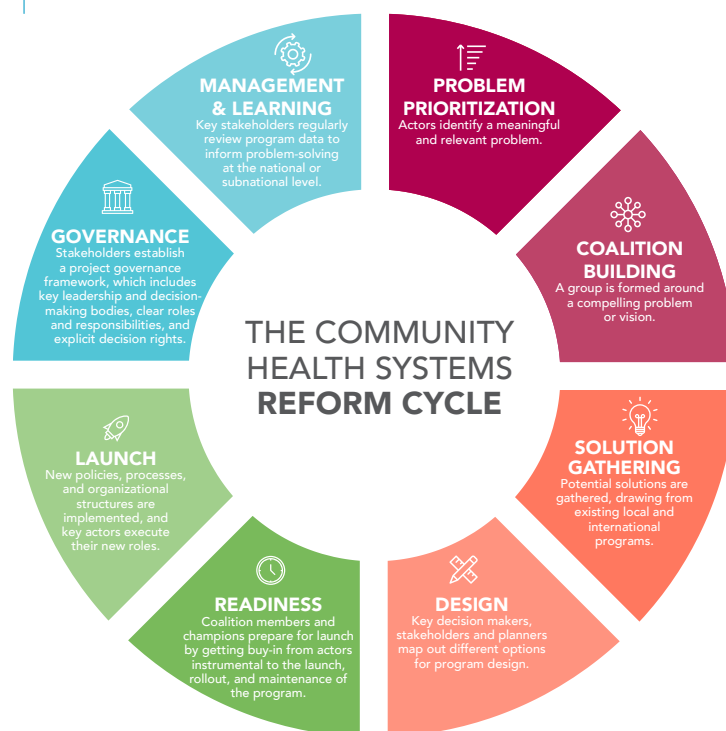 THE COMMUNITY
HEALTH SYSTEMS
REFORM CYCLE
PROBLEM
PRIORITIZATION
Actors identify a meaningful
and relevant problem.
COALITION
BUILDING
A group is formed around
a compelling problem
or vision.
SOLUTION
GATHERING
Potential solutions are
gathered, drawing from
existing local and
international
programs.
DESIGN
Key decision makers,
stakeholders and planners
map out different options
for program design.
READINESS
Coalition members and
champions prepare for launch
by getting buy-in from actors
instrumental to the launch,
rollout, and maintenance of
the program.
LAUNCH
New policies, processes,
and organizational
structures are
implemented, and
key actors execute
their new roles.
GOVERNANCE
Stakeholders establish
a project governance
framework, which includes
key leadership and decision-
making bodies, clear roles
and responsibilities, and
explicit decision rights.
MANAGEMENT
& LEARNING
Key stakeholders regularly
review program data to
inform problem-solving
at the national or
subnational level.